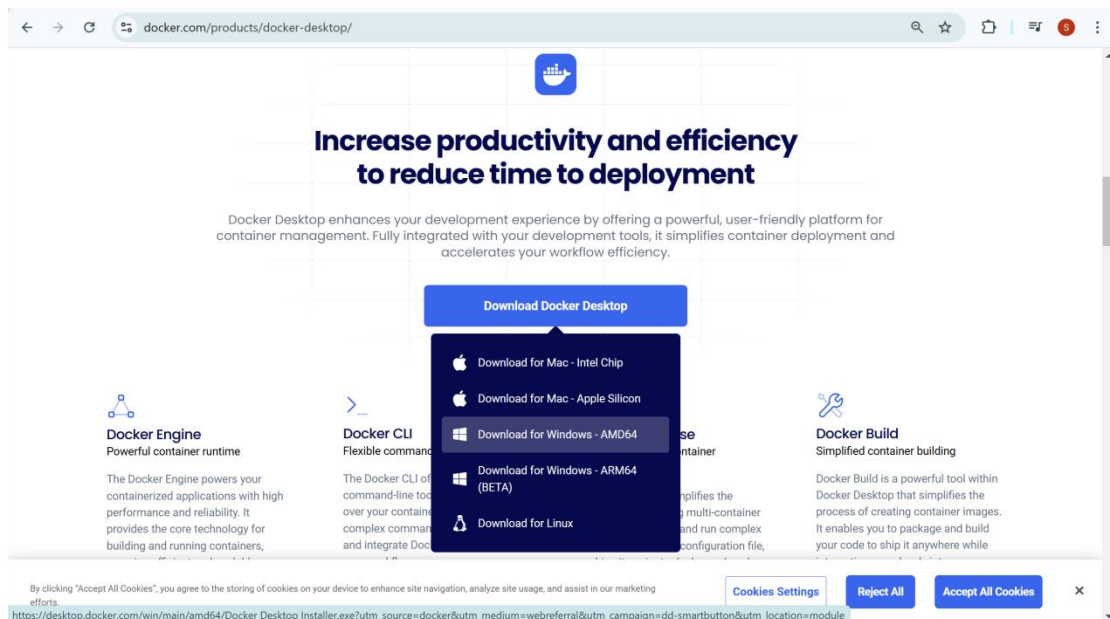 docker.com/products/docker-desktop/
S
Increase productivity and efficiency
to reduce time to deployment
Docker Desktop enhances your development experience by offering a powerful, user-friendly platform for
container management. Fully integrated with your development tools, it simplifies container deployment and
accelerates your workflow efficiency.
Download Docker Desktop
Download for Mac - Intel Chip
Download for Mac - Apple Silicon
Download for Windows - AMD64
Download for Windows - ARM64
(BETA)
Download for Linux
Docker Engine
Powerful container runtime
The Docker Engine powers your
containerized applications with high
performance and reliability. It
provides the core technology for
building and running containers,
Docker CLI
Flexible command
The Docker CLI of
command-line too
over your containe
complex comman
and integrate Doc
se
ntainer
mplifies the
g multi-container
and run complex
configuration file,
Docker Build
Simplified container building
Docker Build is a powerful tool within
Docker Desktop that simplifies the
process of creating container images.
It enables you to package and build
your code to ship it anywhere while
By clicking "Accept All Cookies", you agree to the storing of cookies on your device to enhance site navigation, analyze site usage, and assist in our marketing
efforts.
Cookies Settings
Reject All
Accept All Cookies
https://desktop.docker.com/win/main/amd64/Docker Desktop Installer.exe?utm_source=docker&utm_medium=webreferral&utm_campaign=dd-smartbutton&utm_location=module